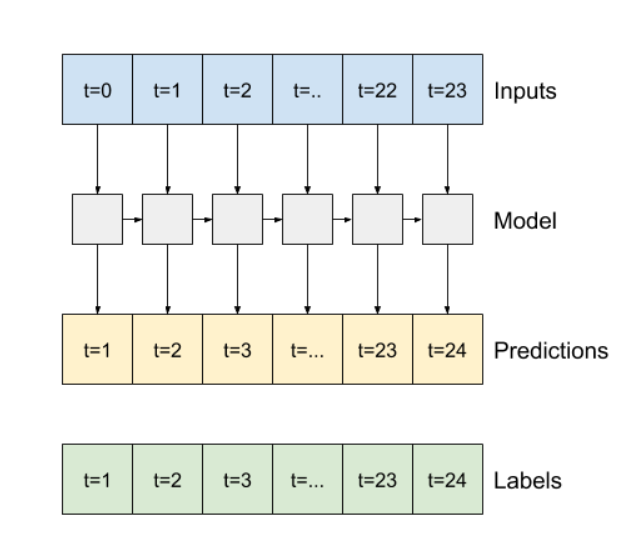 t=0 t=1 t=2 t=.. t=22 t=23 Inputs
Model
t=1 t=2 t=3 t=... t=23 t=24 Predictions
t=1 t=2 t=3 t=... t=23 t=24 Labels